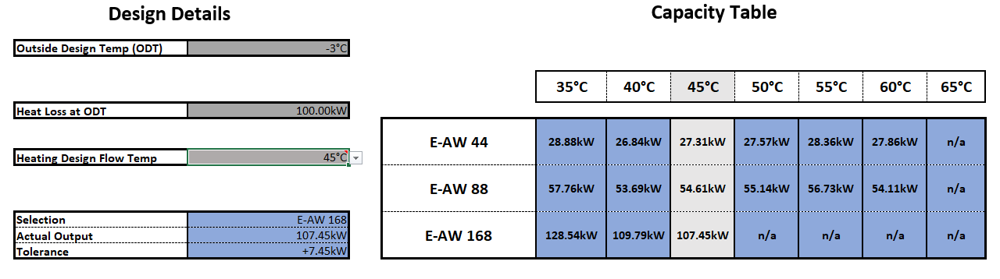 Design Details
Capacity Table
Outside Design Temp (ODT) -3°C
35°C 40°C 45°C 50°C 55°C 60°C 65°C
Heat Loss at ODT 100.00kW
E-AW 44 28.88kW 26.84kW 27.31kW 27.57kW 28.36kW 27.86kW n/a
Heating Design Flow Temp 45°C
E-AW 88 57.76kW 53.69kW 54.61kW 55.14kW 56.73kW 54.11kW n/a
Selection E-AW 168
Actual Output 107.45kW
Tolerance +7.45kW
E-AW 168 128.54kW 109.79kW 107.45kW n/a n/a n/a n/a